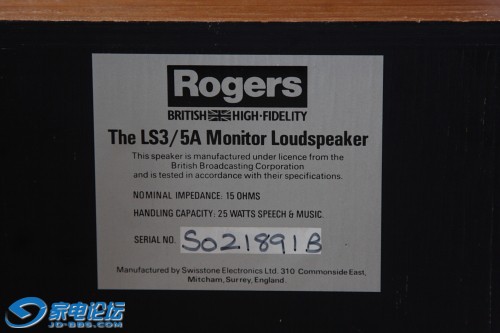 Rogers
BRITISH HIGH·FIDELITY
The LS3/5A Monitor Loudspeaker
This speaker is manufactured under licence from the
British Broadcasting Corporation
and is tested in accordance with their specifications.
NOMINAL IMPEDANCE: 15 OHMS
HANDLING CAPACITY: 25 WATTS SPEECH & MUSIC
SERIAL NO. SO21891B
Manufactured by Swisstone Electronics Ltd. 310 Commonside East,
Mitcham, Surrey, England.
家电论坛
JD-BBS.COM